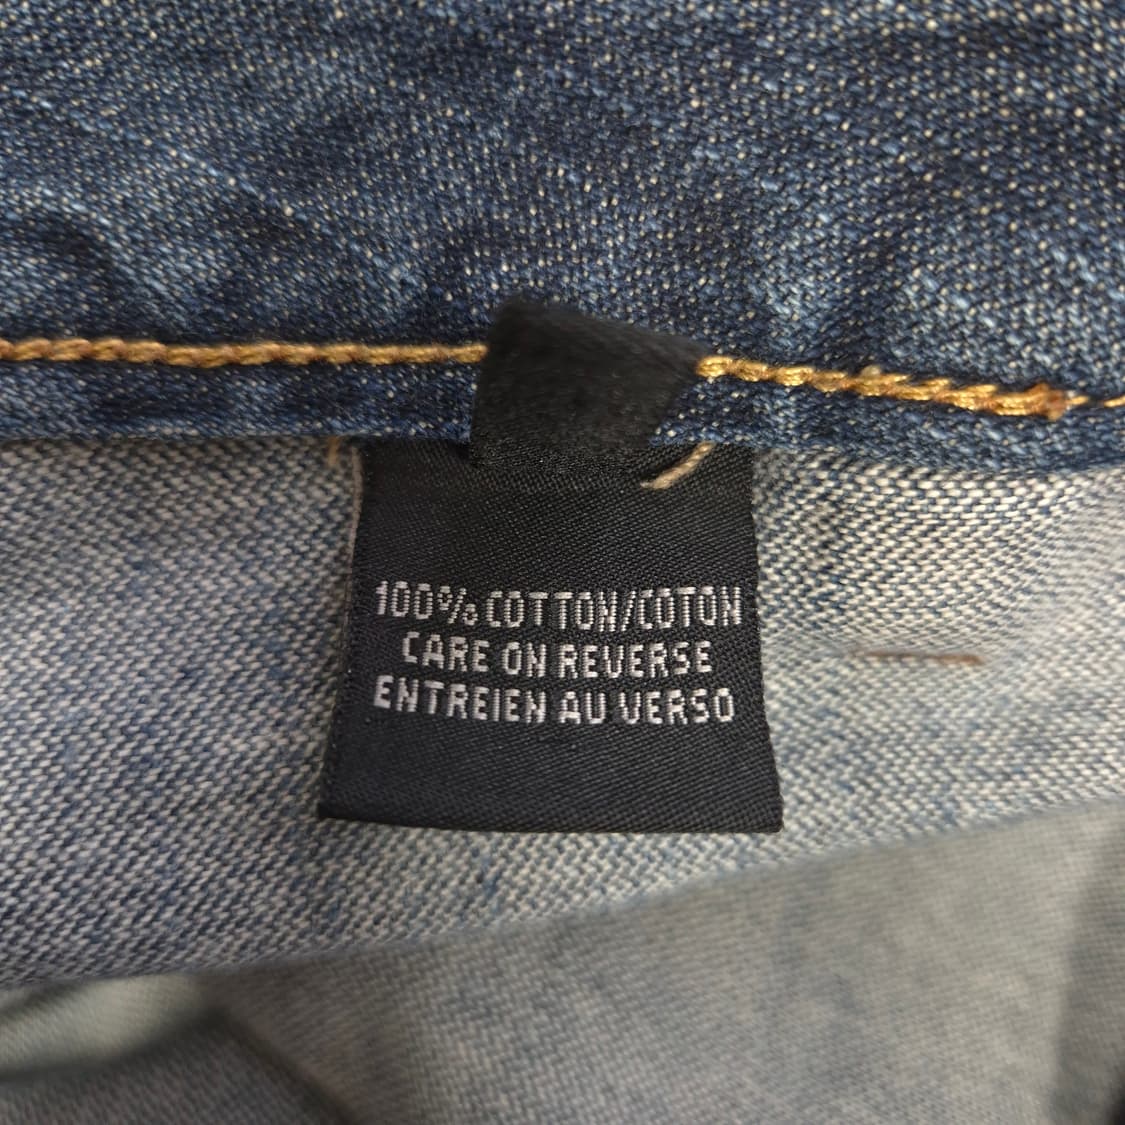 100% COTTON/COTON
CARE ON REVERSE
ENTREIEN AU VERSO